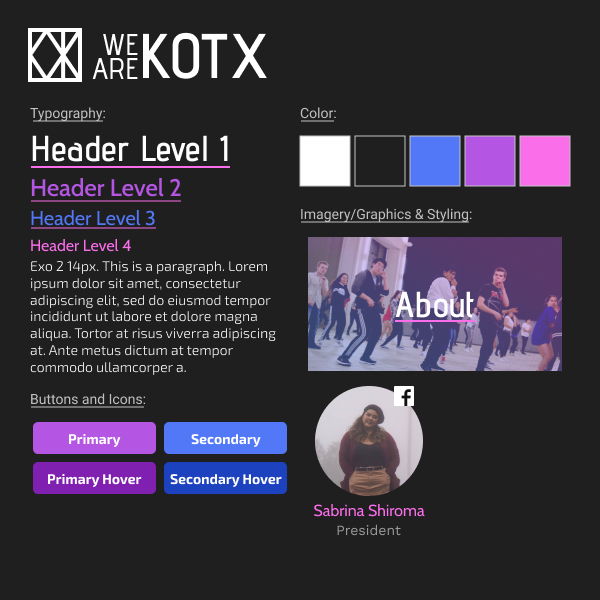 WE
ARE KOTX
Typography:
Header Level 1
Header Level 2
Header Level 3
Header Level 4
Exo 2 14px. This is a paragraph. Lorem
ipsum dolor sit amet, consectetur
adipiscing elit, sed do eiusmod tempor
incididunt ut labore et dolore magna
aliqua. Tortor at risus viverra adipiscing
at. Ante metus dictum at tempor
commodo ullamcorper a.
Buttons and Icons:
Primary
Secondary
Primary Hover
Secondary Hover
Color:
Imagery/Graphics & Styling:
About
Sabrina Shiroma
President